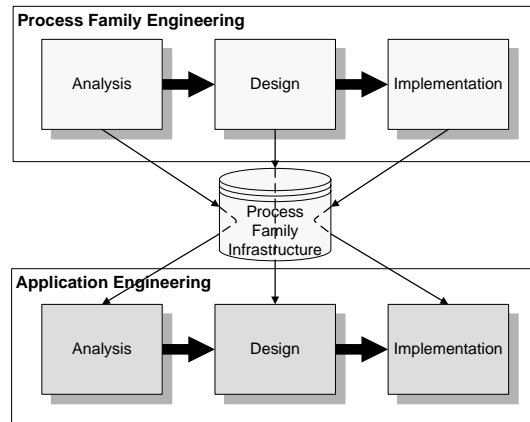 Process Family Engineering
Analysis
Design
Implementation
Process
Family
Infrastructure
Application Engineering
Analysis
Design
Implementation